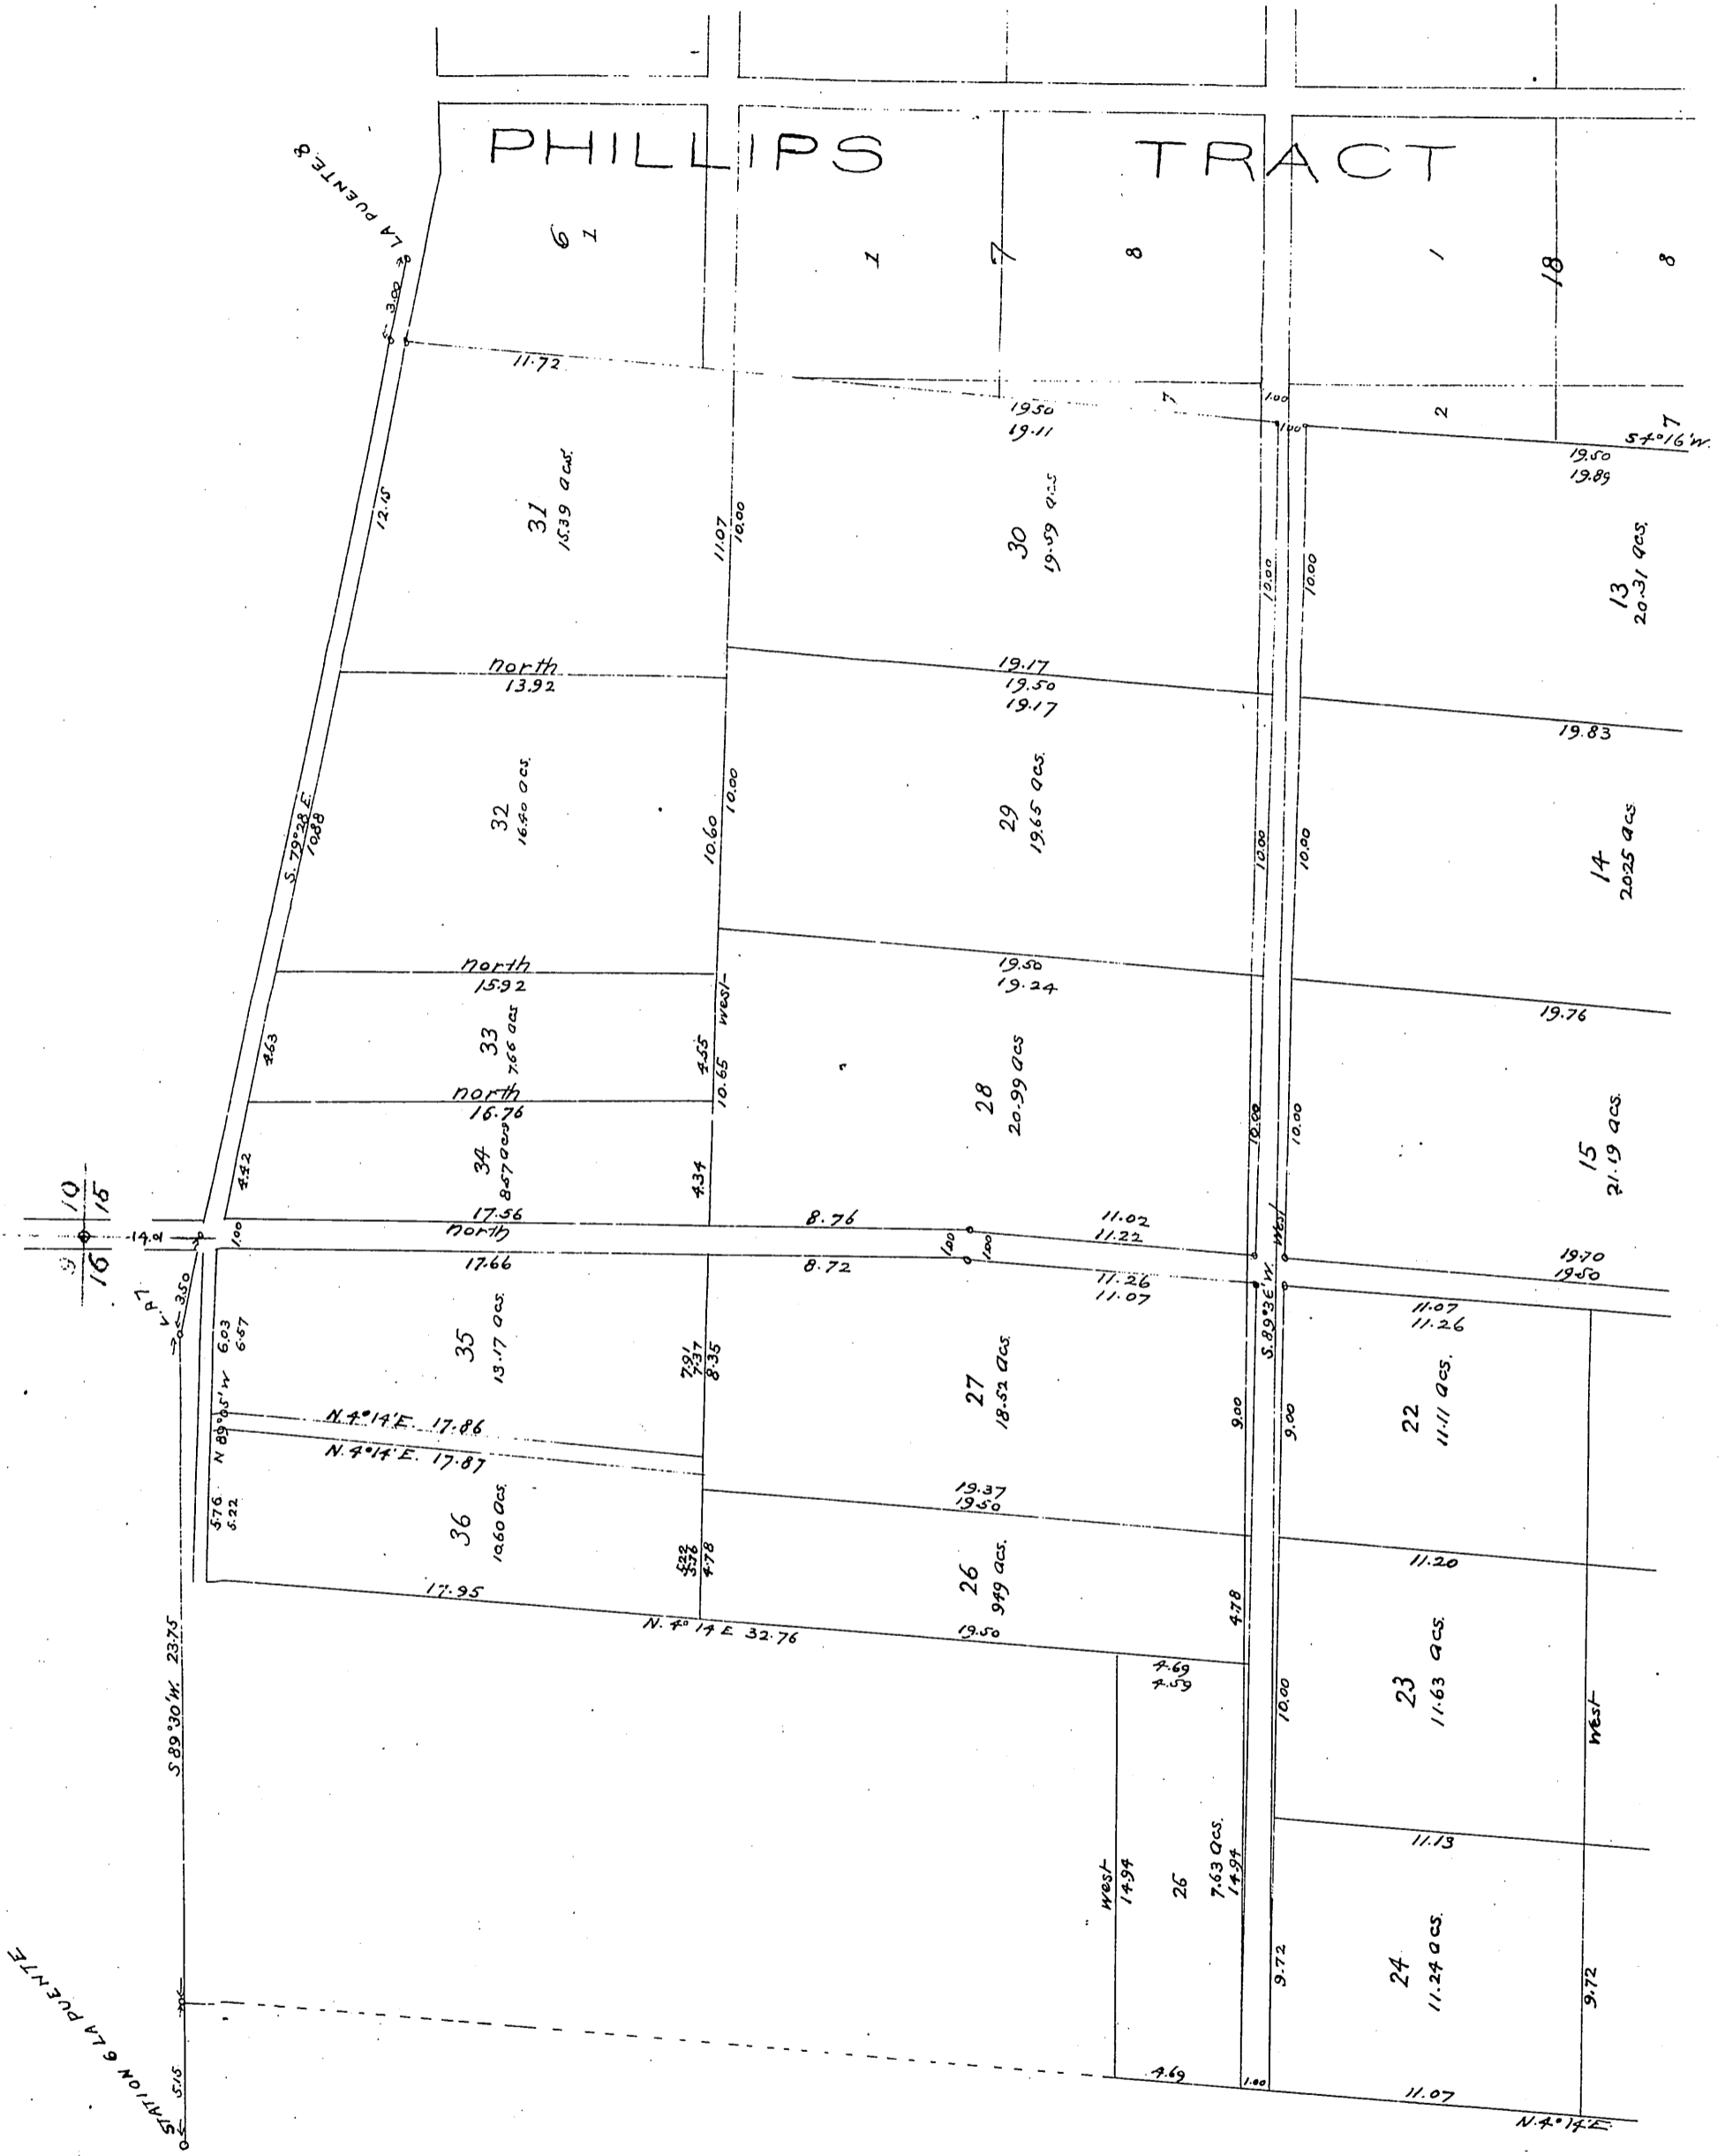 PHILLIPS TRACT
LA PUENTE 8
3.00
6
1
1
7
8
1
18
8
11.72
7
1.00
2
7
1.00
S4°16'W.
19.50
19.11
19.50
19.89
12.15
31
15.39 acs.
11.07
10.00
30
19.59 acs
10.00
10.00
13
20.31 acs.
north
13.92
19.17
19.50
19.17
19.83
S. 79°28'E.
10.88
32
16.40 acs.
10.60
10.00
29
19.65 acs.
10.00
10.00
14
20.25 acs
north
15.92
19.50
19.24
19.76
4.63
33
7.66 acs
4.55
West
10.65
28
20.99 acs
10.00
10.00
15
21.19 acs.
north
16.76
4.42
34
8.57 acs
4.34
10
15
9
16
14.01
1.00
17.56
north
17.66
8.76
8.72
1.00
1.00
11.02
11.22
11.26
11.07
West
S. 89°36'W.
19.70
19.50
11.07
11.26
L.P.7
3.50
6.03
6.57
N 89°05'W
35
13.17 acs.
7.91
7.37
8.35
27
18.52 acs.
9.00
9.00
22
11.11 acs.
N. 4°14'E. 17.86
N. 4°14'E. 17.87
5.76
5.22
36
10.60 acs.
5.22
5.76
4.78
19.37
19.50
26
9.49 acs.
4.78
11.20
17.95
N. 4°14'E 32.76
19.50
4.69
4.59
S 89°30'W. 23.75
10.00
23
11.63 acs.
West
West
14.94
26
7.63 acs.
14.94
11.13
9.72
24
11.24 acs.
9.72
STATION 6 LA PUENTE
5.15
4.69
1.00
11.07
N. 4°14'E.